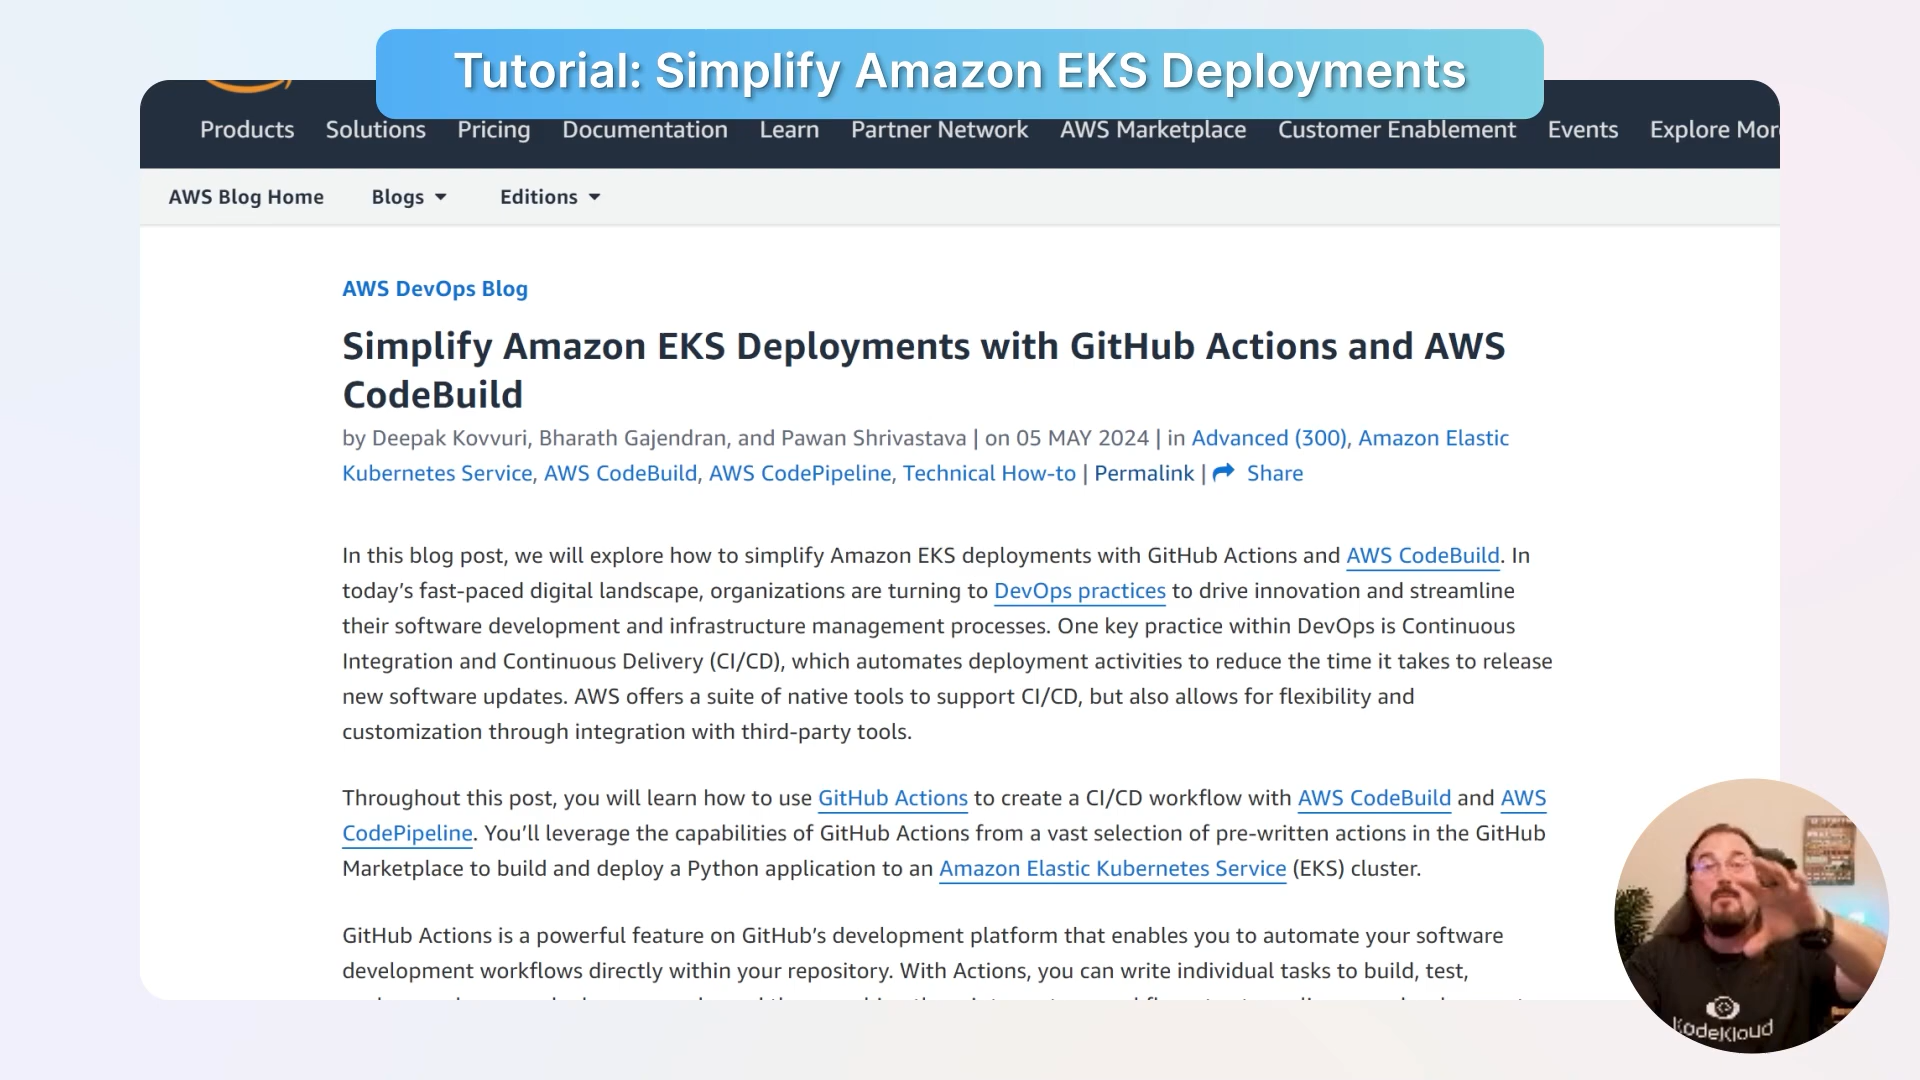 Tutorial: Simplify Amazon EKS Deployments
Products Solutions Pricing Documentation Learn Partner Network AWS Marketplace Customer Enablement Events Explore Mor
AWS Blog Home Blogs Editions
AWS DevOps Blog
Simplify Amazon EKS Deployments with GitHub Actions and AWS
CodeBuild
by Deepak Kovvuri, Bharath Gajendran, and Pawan Shrivastava | on 05 MAY 2024 | in Advanced (300), Amazon Elastic
Kubernetes Service, AWS CodeBuild, AWS CodePipeline, Technical How-to | Permalink | Share
In this blog post, we will explore how to simplify Amazon EKS deployments with GitHub Actions and AWS CodeBuild. In
today’s fast-paced digital landscape, organizations are turning to DevOps practices to drive innovation and streamline
their software development and infrastructure management processes. One key practice within DevOps is Continuous
Integration and Continuous Delivery (CI/CD), which automates deployment activities to reduce the time it takes to release
new software updates. AWS offers a suite of native tools to support CI/CD, but also allows for flexibility and
customization through integration with third-party tools.
Throughout this post, you will learn how to use GitHub Actions to create a CI/CD workflow with AWS CodeBuild and AWS
CodePipeline. You’ll leverage the capabilities of GitHub Actions from a vast selection of pre-written actions in the GitHub
Marketplace to build and deploy a Python application to an Amazon Elastic Kubernetes Service (EKS) cluster.
GitHub Actions is a powerful feature on GitHub’s development platform that enables you to automate your software
development workflows directly within your repository. With Actions, you can write individual tasks to build, test,
KodeKloud